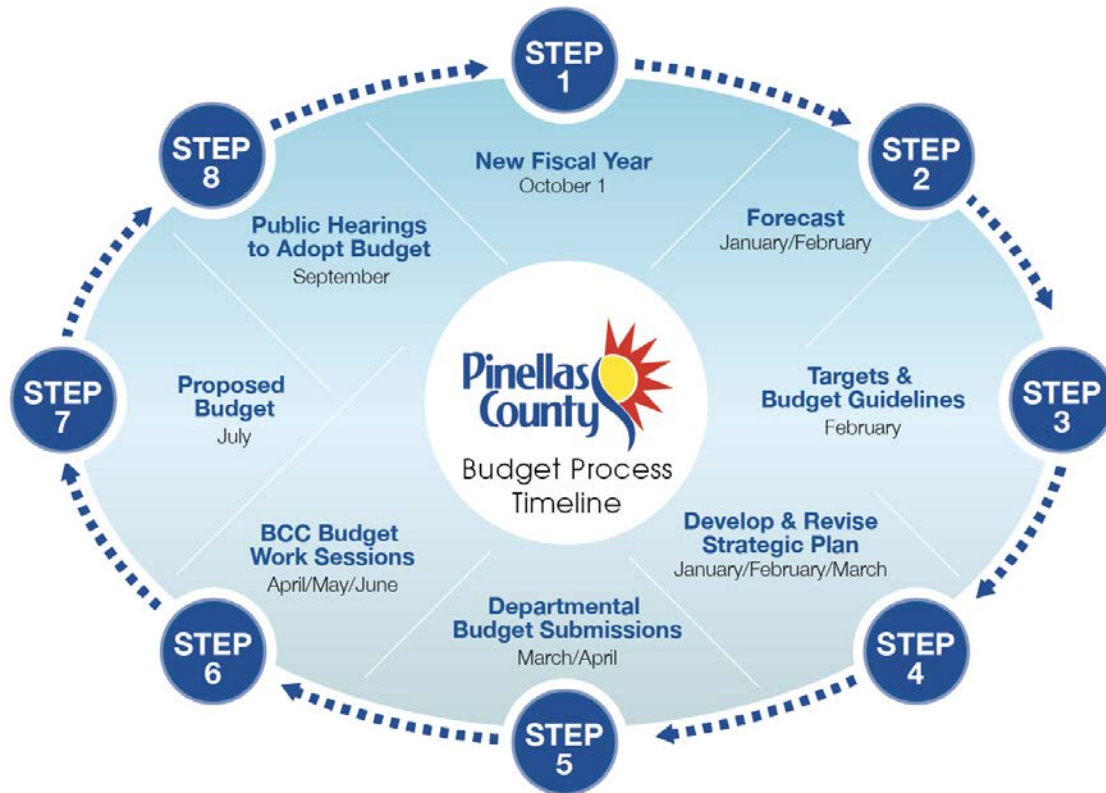 STEP
1
New Fiscal Year
October 1
STEP
2
Forecast
January/February
STEP
3
Targets &
Budget Guidelines
February
STEP
4
Develop & Revise
Strategic Plan
January/February/March
STEP
5
Departmental
Budget Submissions
March/April
STEP
6
BCC Budget
Work Sessions
April/May/June
STEP
7
Proposed
Budget
July
STEP
8
Public Hearings
to Adopt Budget
September
Pinellas
County
Budget Process
Timeline